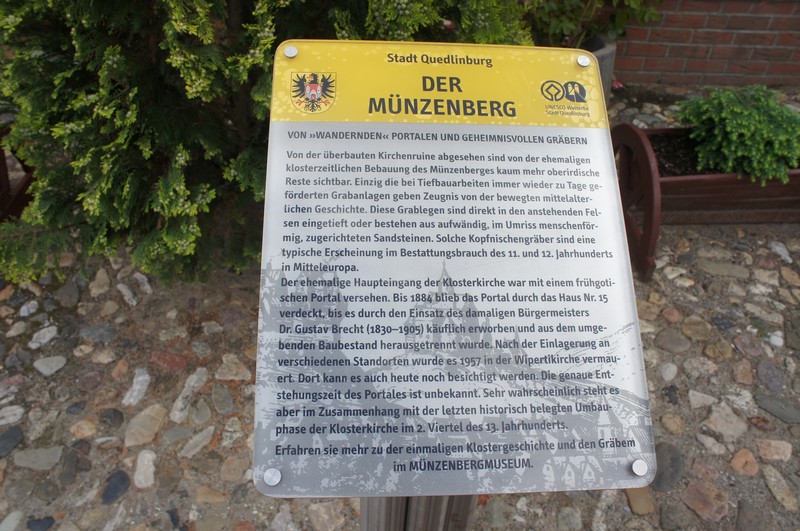 Stadt Quedlinburg
DER
MÜNZENBERG
UNESCO Welterbe
Stadt Quedlinburg
VON »WANDERNDEN« PORTALEN UND GEHEIMNISVOLLEN GRÄBERN
Von der überbauten Kirchenruine abgesehen sind von der ehemaligen
klosterzeitlichen Bebauung des Münzenberges kaum mehr oberirdische
Reste sichtbar. Einzig die bei Tiefbauarbeiten immer wieder zu Tage ge-
förderten Grabanlagen geben Zeugnis von der bewegten mittelalter-
lichen Geschichte. Diese Grablegen sind direkt in den anstehenden Fel-
sen eingetieft oder bestehen aus aufwändig, im Umriss menschenför-
mig, zugerichteten Sandsteinen. Solche Kopfnischengräber sind eine
typische Erscheinung im Bestattungsbrauch des 11. und 12. Jahrhunderts
in Mitteleuropa.
Der ehemalige Haupteingang der Klosterkirche war mit einem frühgoti-
schen Portal versehen. Bis 1884 blieb das Portal durch das Haus Nr. 15
verdeckt, bis es durch den Einsatz des damaligen Bürgermeisters
Dr. Gustav Brecht (1830–1905) käuflich erworben und aus dem umge-
benden Baubestand herausgetrennt wurde. Nach der Einlagerung an
verschiedenen Standorten wurde es 1957 in der Wipertikirche vermau-
ert. Dort kann es auch heute noch besichtigt werden. Die genaue Ent-
stehungszeit des Portales ist unbekannt. Sehr wahrscheinlich steht es
aber im Zusammenhang mit der letzten historisch belegten Umbau-
phase der Klosterkirche im 2. Viertel des 13. Jahrhunderts.
Erfahren sie mehr zu der einmaligen Klostergeschichte und den Gräbern
im MÜNZENBERGMUSEUM.